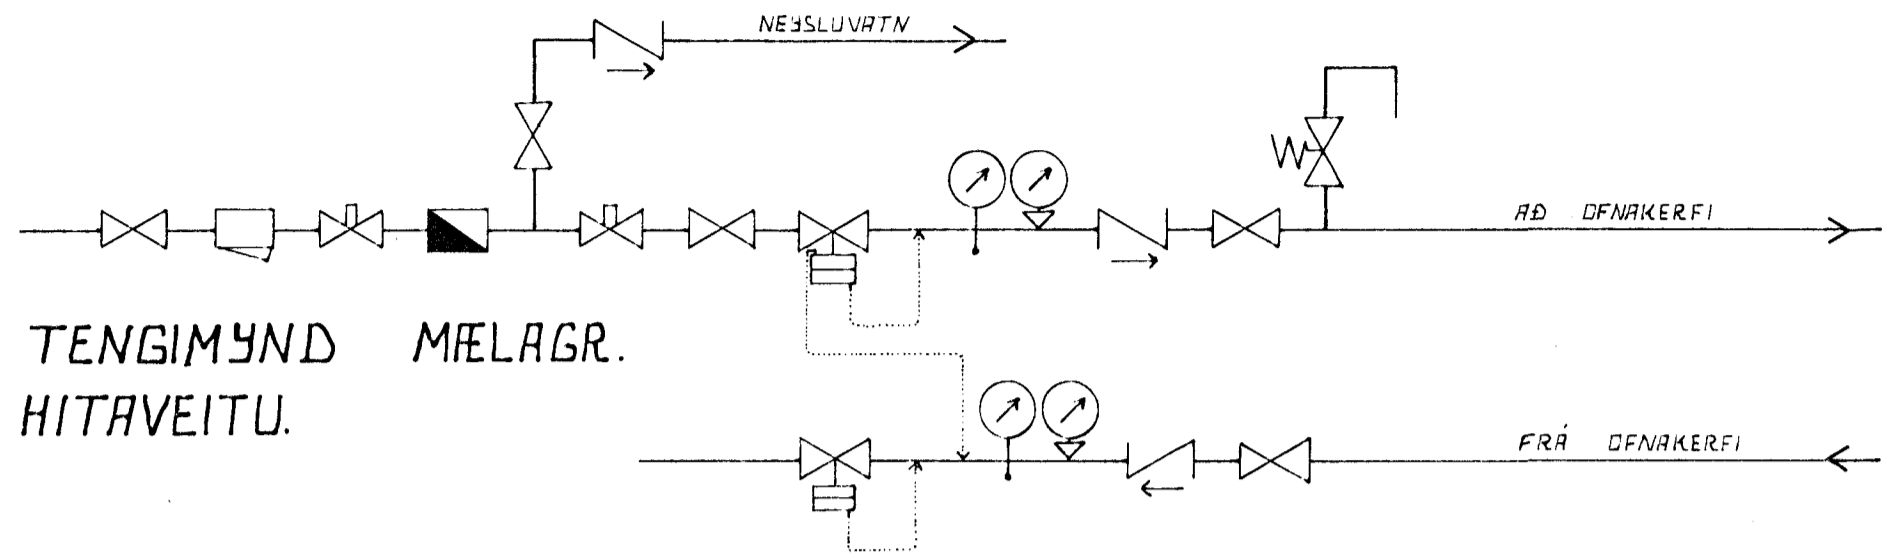 NEYSLUVATN
AÐ OFNAKERFI
TENGIMYND MÆLAGR.
HITAVEITU.
FRÁ OFNAKERFI